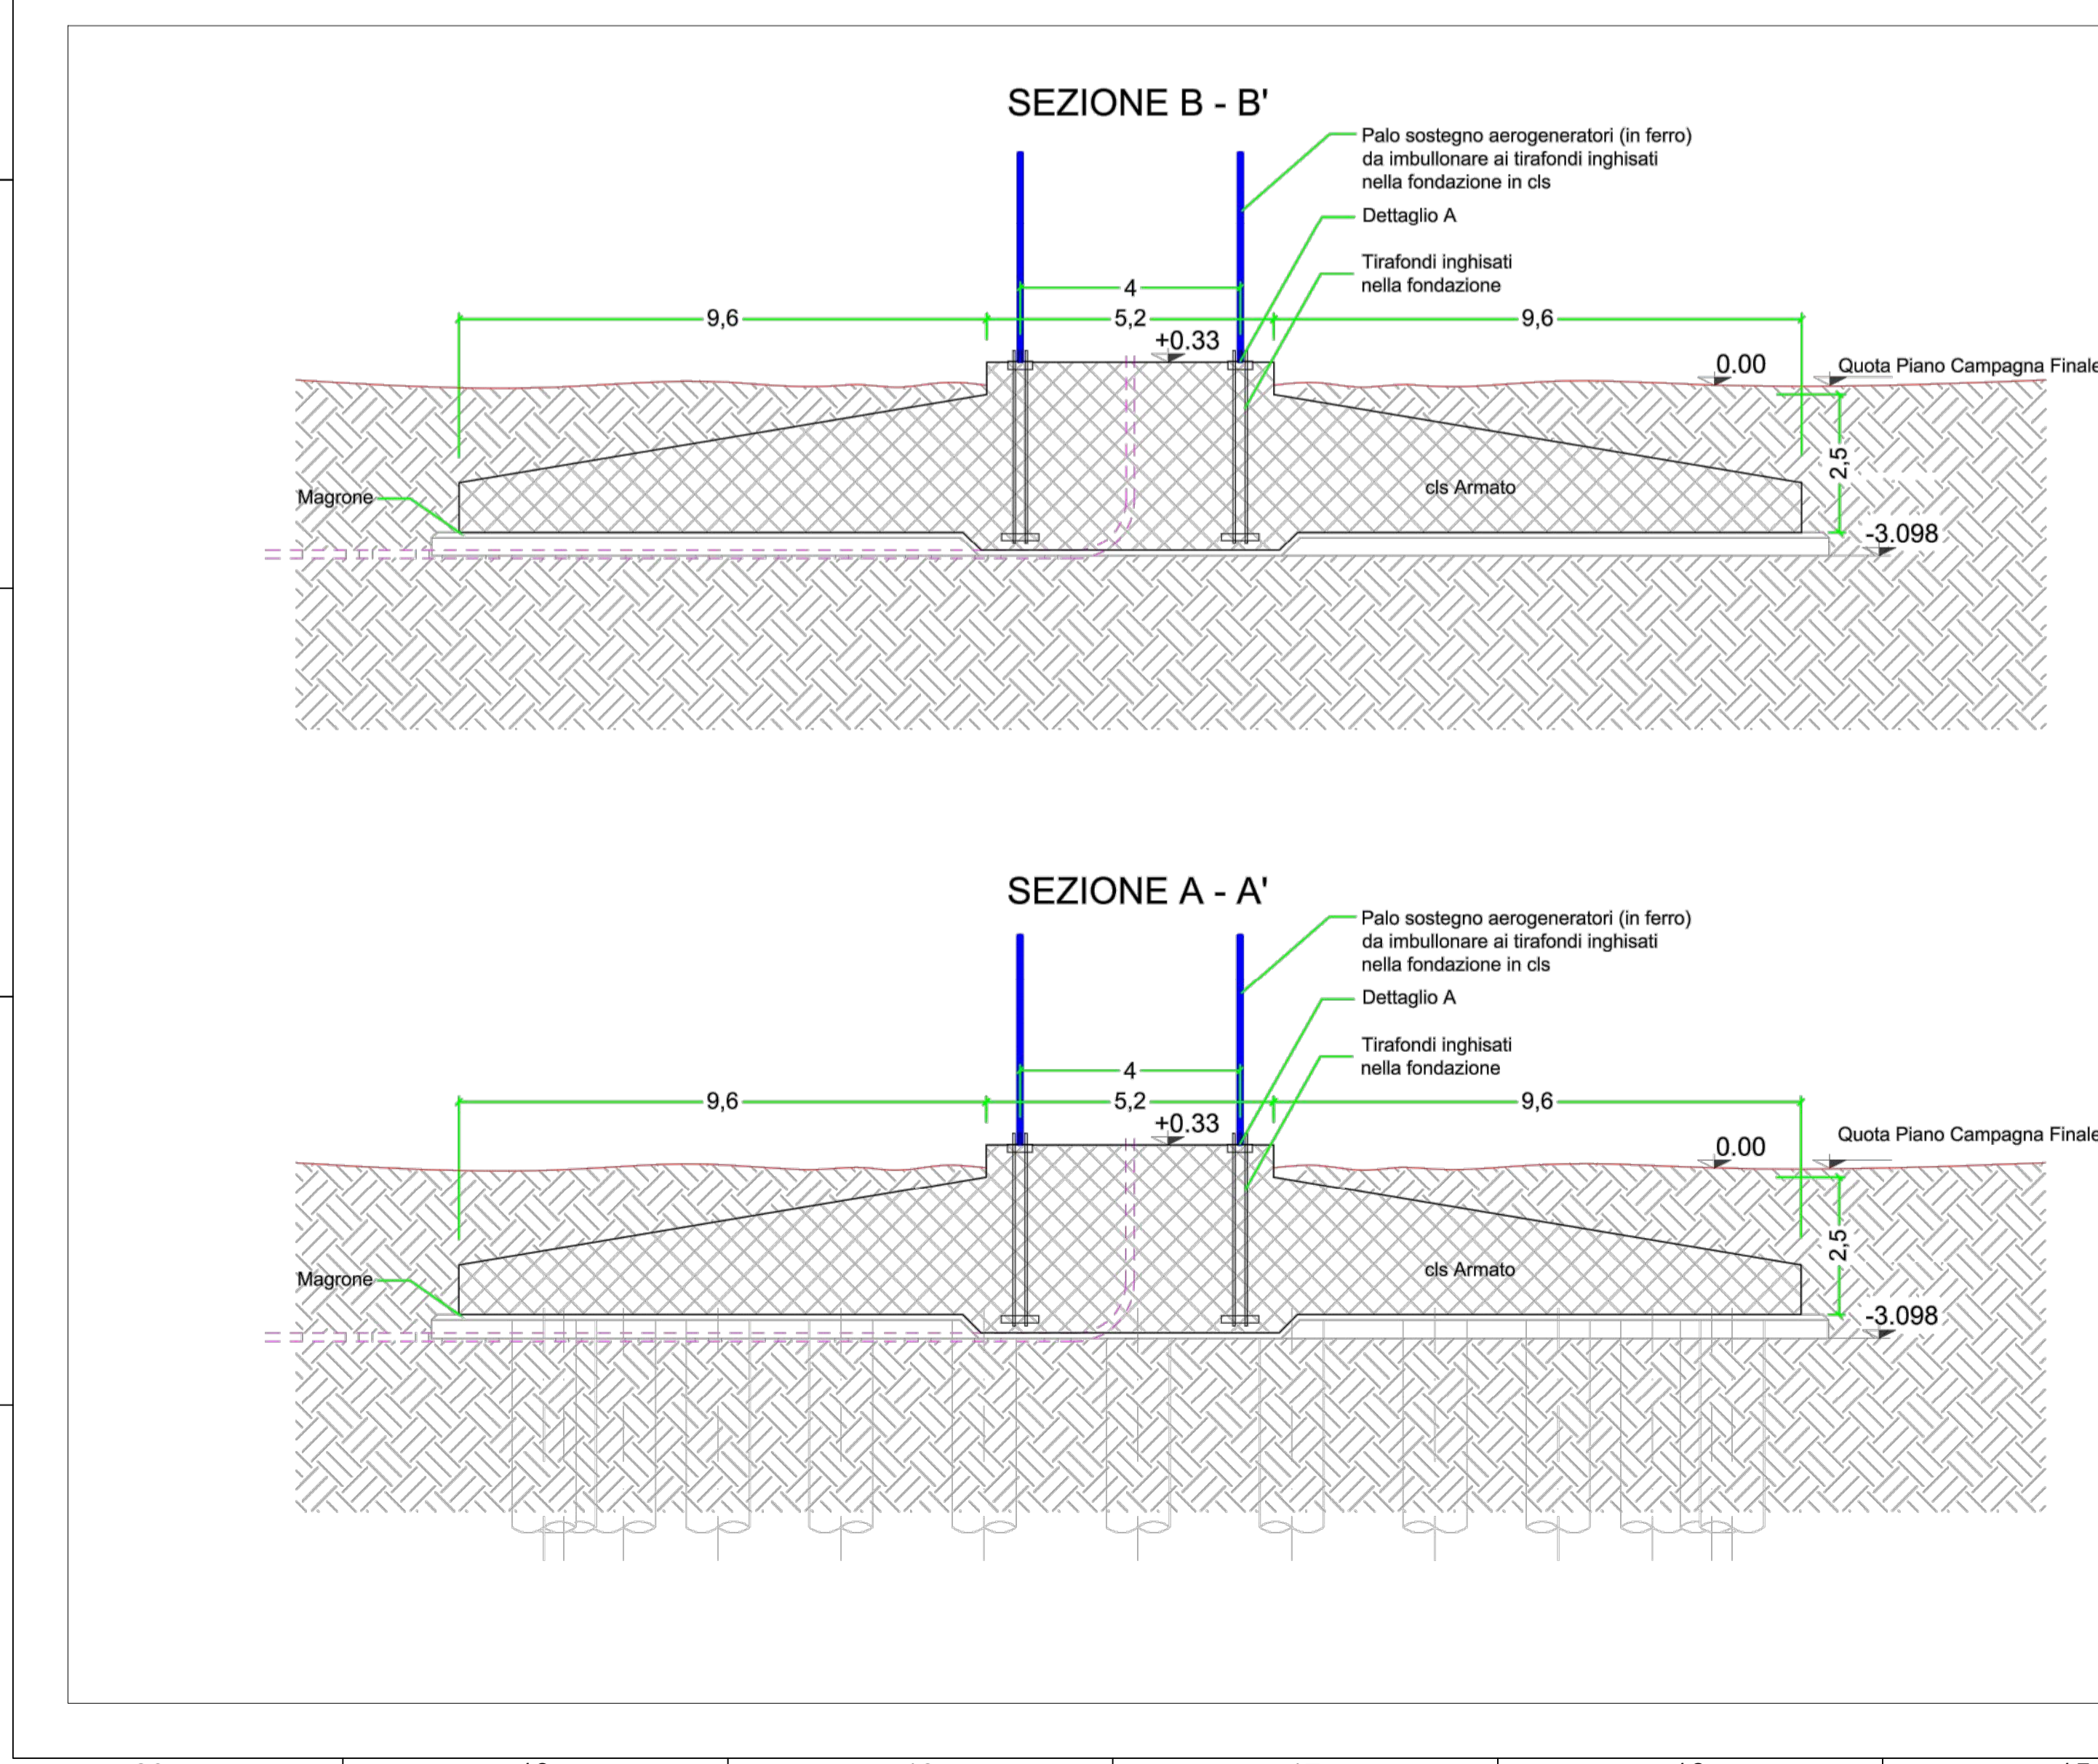 SEZIONE B - B'
Palo sostegno aerogeneratori (in ferro)
da imbullonare ai tirafondi inghisati
nella fondazione in cls
Dettaglio A
Tirafondi inghisati
nella fondazione
4
9,6
5,2
9,6
+0.33
0.00
Quota Piano Campagna Finale
2,5
cls Armato
Magrone
-3.098
SEZIONE A - A'
Palo sostegno aerogeneratori (in ferro)
da imbullonare ai tirafondi inghisati
nella fondazione in cls
Dettaglio A
Tirafondi inghisati
nella fondazione
4
9,6
5,2
9,6
+0.33
Quota Piano Campagna Finale
0.00
2,5
cls Armato
Magrone
-3.098